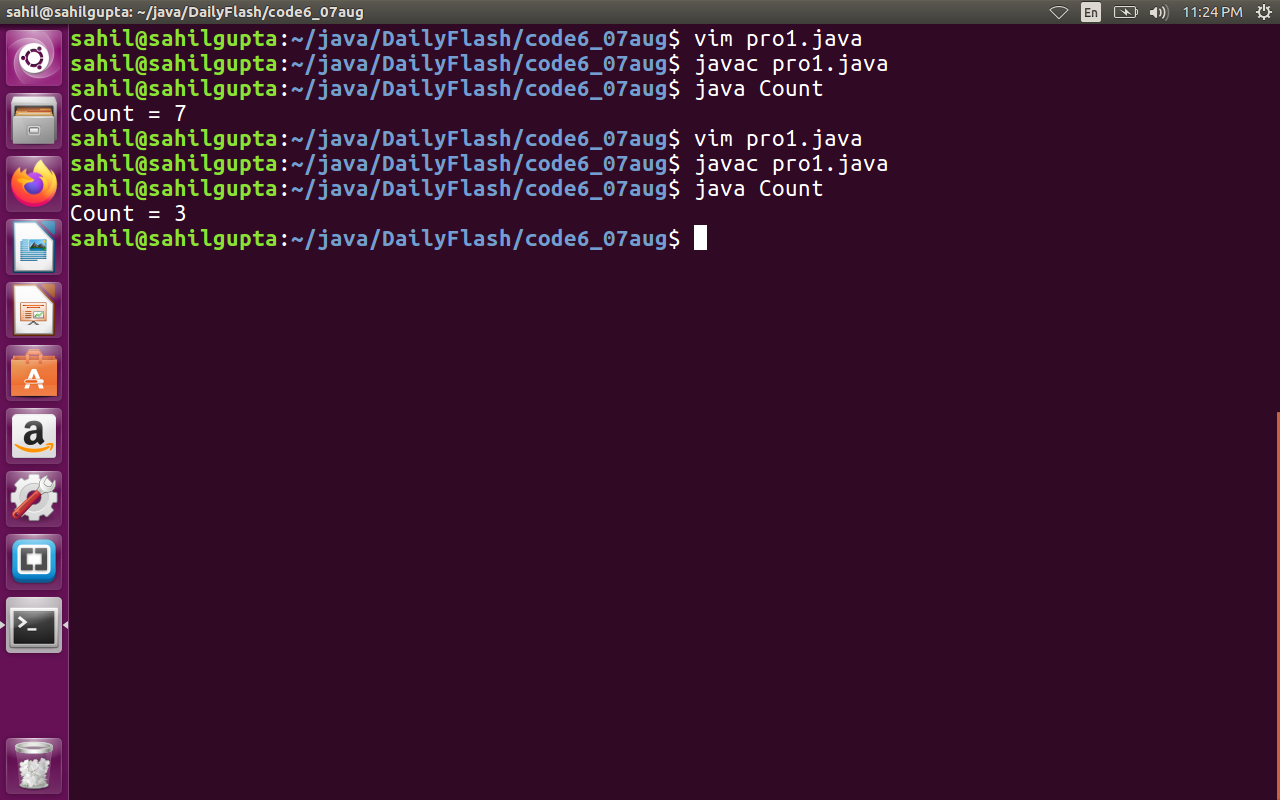 sahil@sahilgupta: ~/java/DailyFlash/code6_07aug En 11:24 PM
sahil@sahilgupta:~/java/DailyFlash/code6_07aug$ vim pro1.java
sahil@sahilgupta:~/java/DailyFlash/code6_07aug$ javac pro1.java
sahil@sahilgupta:~/java/DailyFlash/code6_07aug$ java Count
Count = 7
sahil@sahilgupta:~/java/DailyFlash/code6_07aug$ vim pro1.java
sahil@sahilgupta:~/java/DailyFlash/code6_07aug$ javac pro1.java
sahil@sahilgupta:~/java/DailyFlash/code6_07aug$ java Count
Count = 3
sahil@sahilgupta:~/java/DailyFlash/code6_07aug$